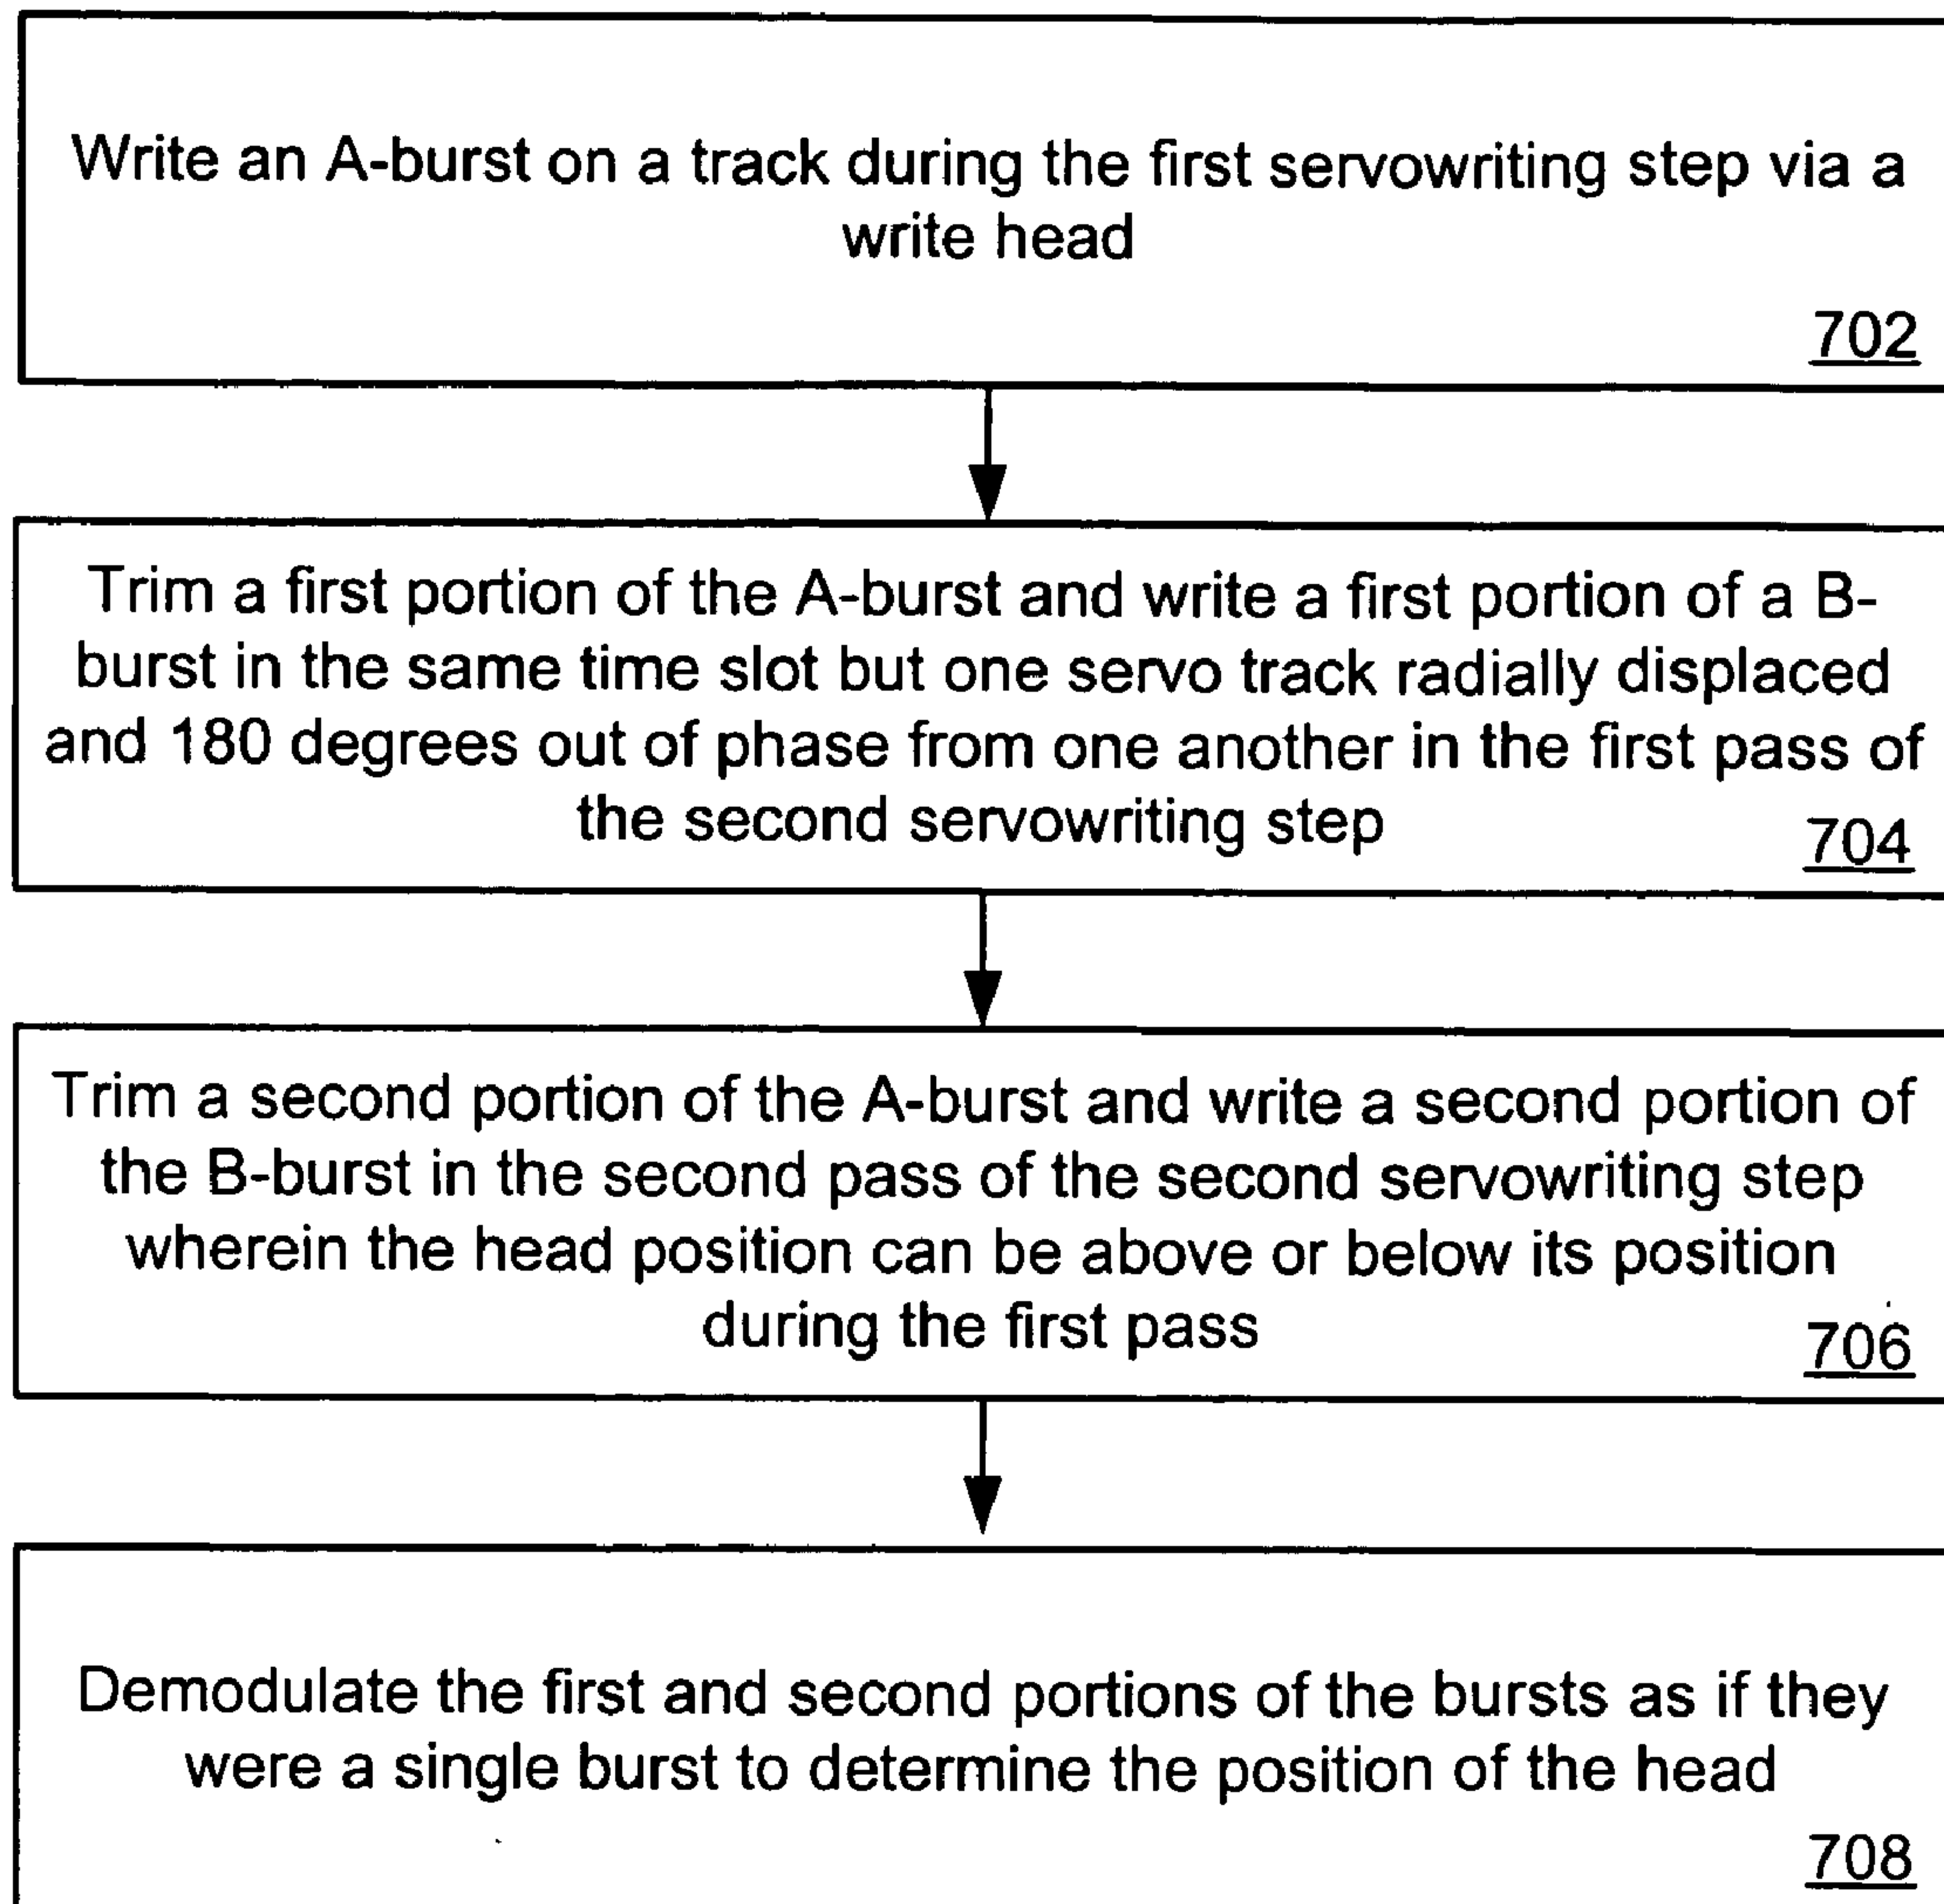 Write an A-burst on a track during the first servowriting step via a
write head
702
Trim a first portion of the A-burst and write a first portion of a B-
burst in the same time slot but one servo track radially displaced
and 180 degrees out of phase from one another in the first pass of
the second servowriting step
704
Trim a second portion of the A-burst and write a second portion of
the B-burst in the second pass of the second servowriting step
wherein the head position can be above or below its position
during the first pass
706
Demodulate the first and second portions of the bursts as if they
were a single burst to determine the position of the head
708